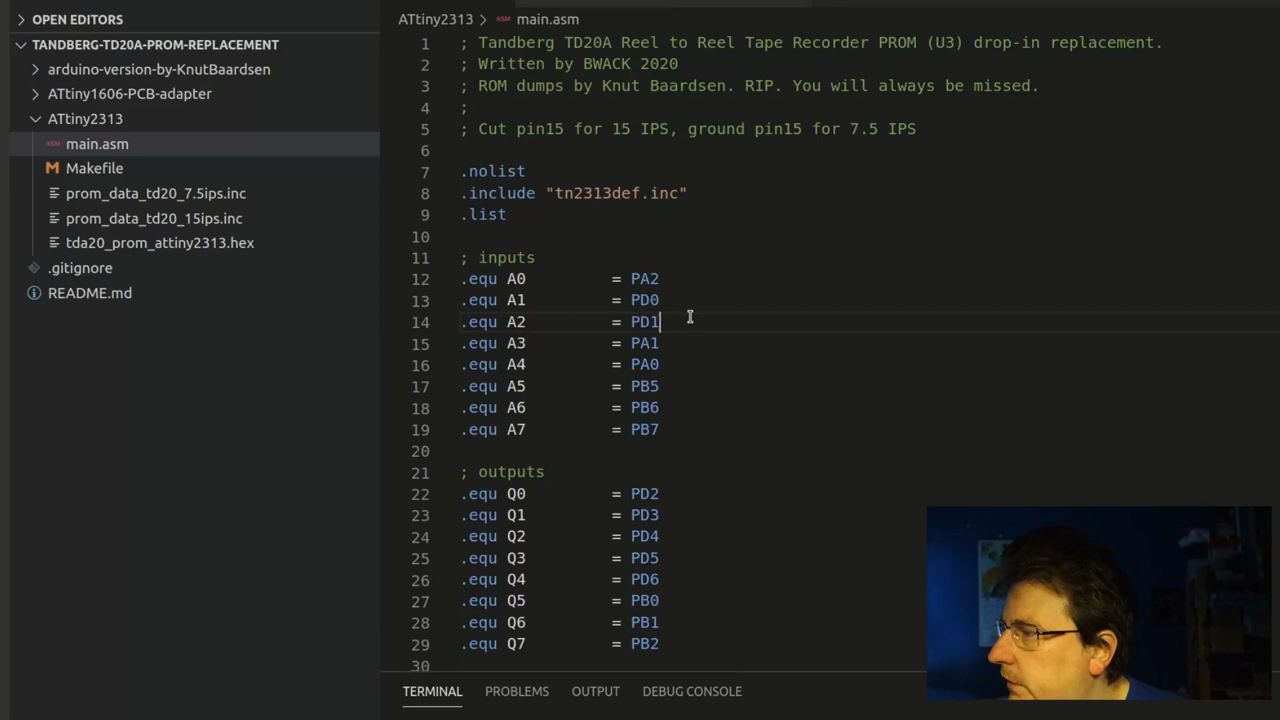 OPEN EDITORS
TANDBERG-TD20A-PROM-REPLACEMENT
arduino-version-by-KnutBaardsen
ATtiny1606-PCB-adapter
ATtiny2313
ASM main.asm
M Makefile
prom_data_td20_7.5ips.inc
prom_data_td20_15ips.inc
tda20_prom_attiny2313.hex
.gitignore
README.md
ATtiny2313 > ASM main.asm
1 ; Tandberg TD20A Reel to Reel Tape Recorder PROM (U3) drop-in replacement.
2 ; Written by BWACK 2020
3 ; ROM dumps by Knut Baardsen. RIP. You will always be missed.
4 ;
5 ; Cut pin15 for 15 IPS, ground pin15 for 7.5 IPS
6
7 .nolist
8 .include "tn2313def.inc"
9 .list
10
11 ; inputs
12 .equ A0 = PA2
13 .equ A1 = PD0
14 .equ A2 = PD1
15 .equ A3 = PA1
16 .equ A4 = PA0
17 .equ A5 = PB5
18 .equ A6 = PB6
19 .equ A7 = PB7
20
21 ; outputs
22 .equ Q0 = PD2
23 .equ Q1 = PD3
24 .equ Q2 = PD4
25 .equ Q3 = PD5
26 .equ Q4 = PD6
27 .equ Q5 = PB0
28 .equ Q6 = PB1
29 .equ Q7 = PB2
30
TERMINAL PROBLEMS OUTPUT DEBUG CONSOLE